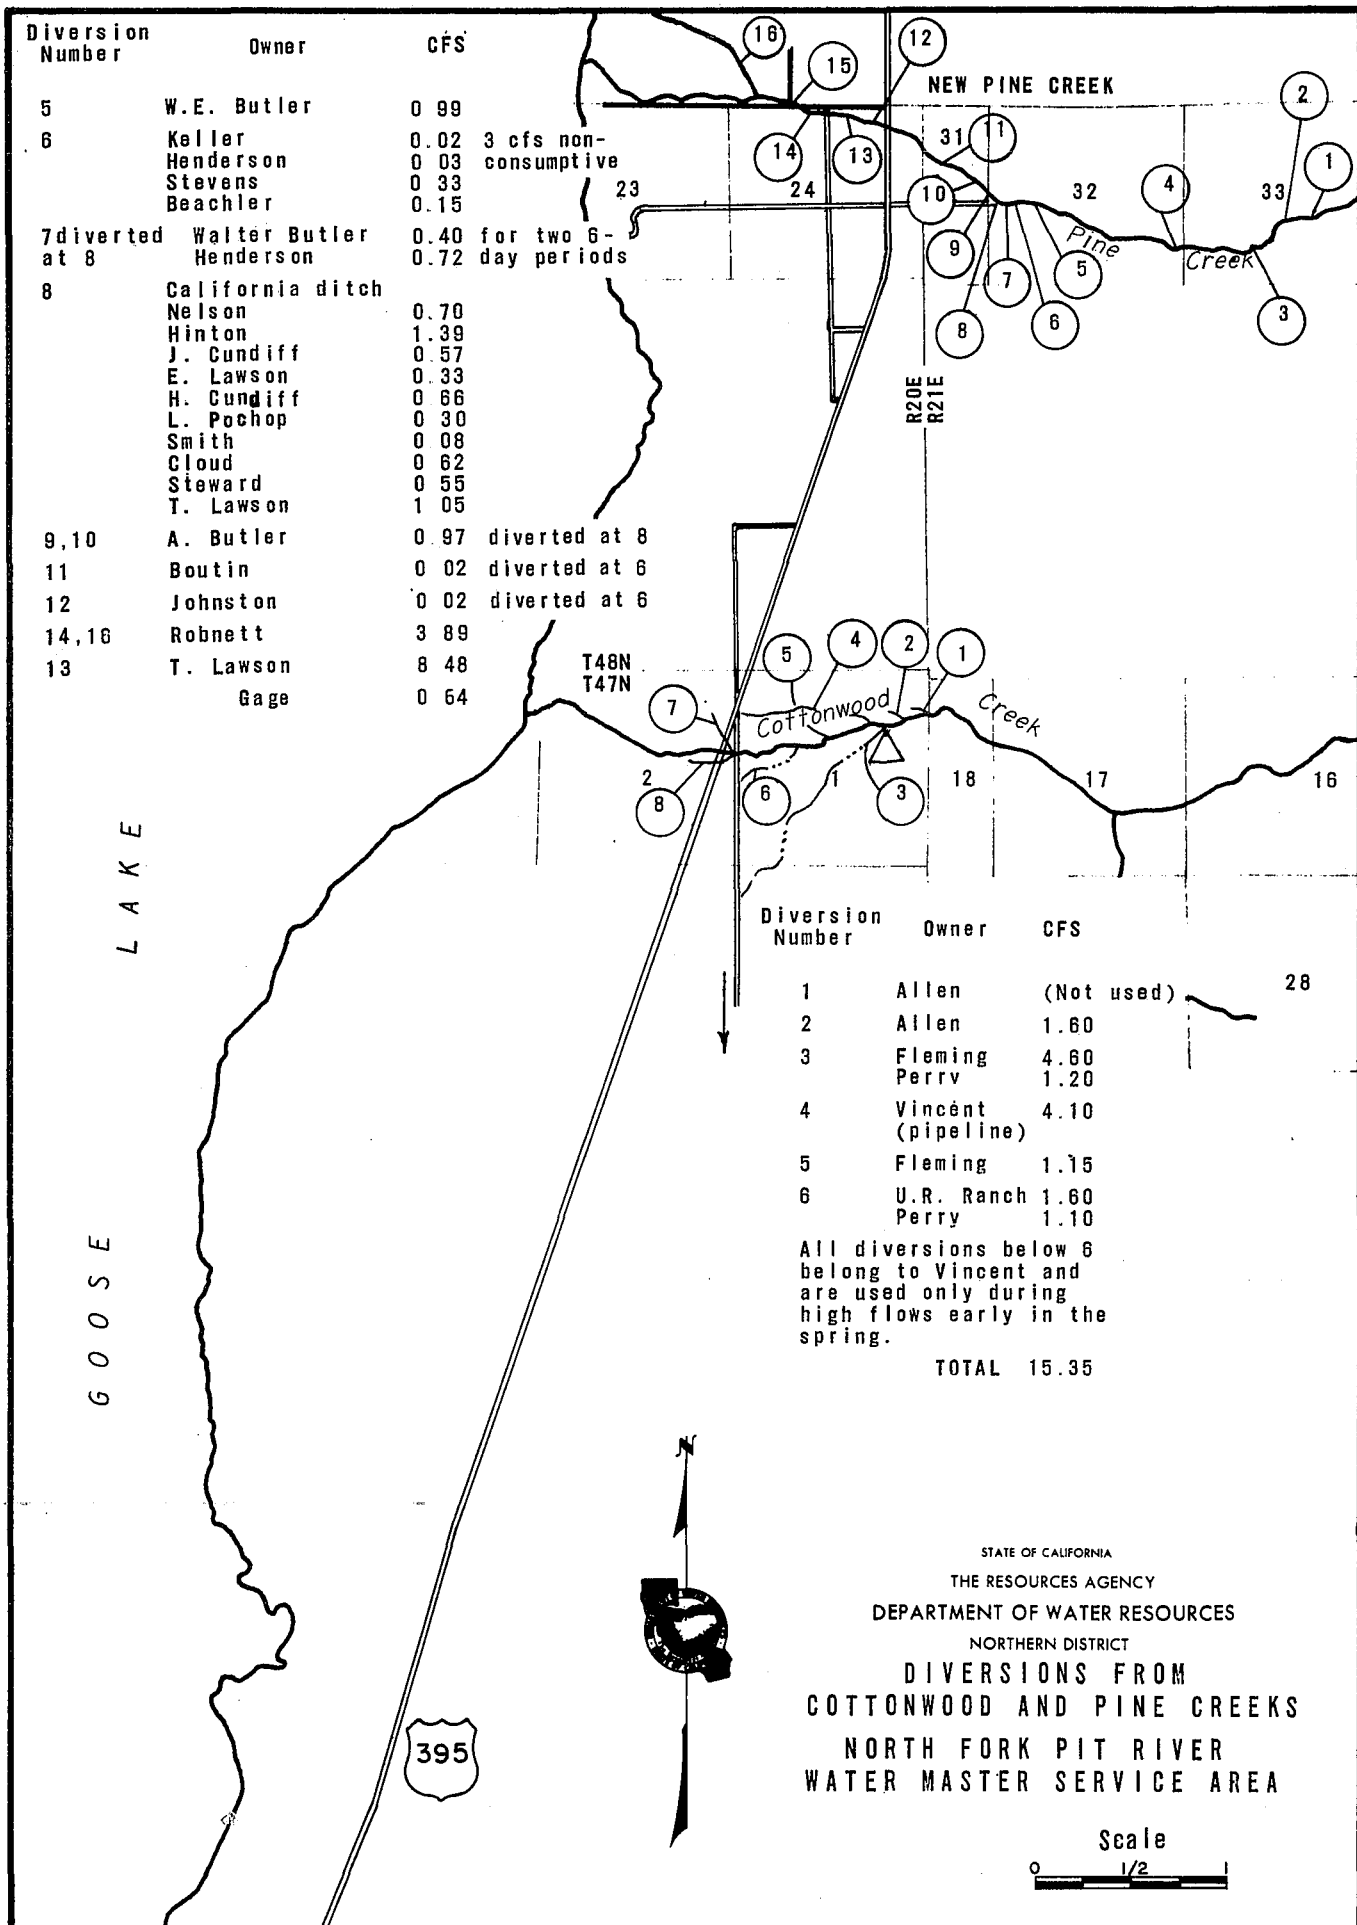 Diversion Number Owner CFS
5 W.E. Butler 0 99
6 Keller 0.02 3 cfs non-
Henderson 0 03 consumptive
Stevens 0 33
Beachler 0.15
7diverted Walter Butler 0.40 for two 6-
at 8 Henderson 0.72 day periods
8 California ditch
Nelson 0.70
Hinton 1.39
J. Cundiff 0.57
E. Lawson 0.33
H. Cundiff 0 66
L. Pochop 0 30
Smith 0 08
Cloud 0 62
Steward 0 55
T. Lawson 1 05
9,10 A. Butler 0.97 diverted at 8
11 Boutin 0 02 diverted at 6
12 Johnston 0 02 diverted at 6
14,16 Robnett 3 89
13 T. Lawson 8 48
Gage 0 64
16
15
12
NEW PINE CREEK
2
14
13
31
11
1
23
24
10
32
4
33
Pine Creek
9
8
7
6
5
3
R20E
R21E
T48N
T47N
5
4
2
1
7
Cottonwood Creek
2
8
6
1
3
18
17
16
28
GOOSE LAKE
Diversion Number Owner CFS
1 Allen (Not used)
2 Allen 1.60
3 Fleming 4.60
Perry 1.20
4 Vincent 4.10
(pipeline)
5 Fleming 1.15
6 U.R. Ranch 1.60
Perry 1.10
All diversions below 6
belong to Vincent and
are used only during
high flows early in the
spring.
TOTAL 15.35
N
395
STATE OF CALIFORNIA
THE RESOURCES AGENCY
DEPARTMENT OF WATER RESOURCES
NORTHERN DISTRICT
DIVERSIONS FROM
COTTONWOOD AND PINE CREEKS
NORTH FORK PIT RIVER
WATER MASTER SERVICE AREA
Scale
0 1/2 1